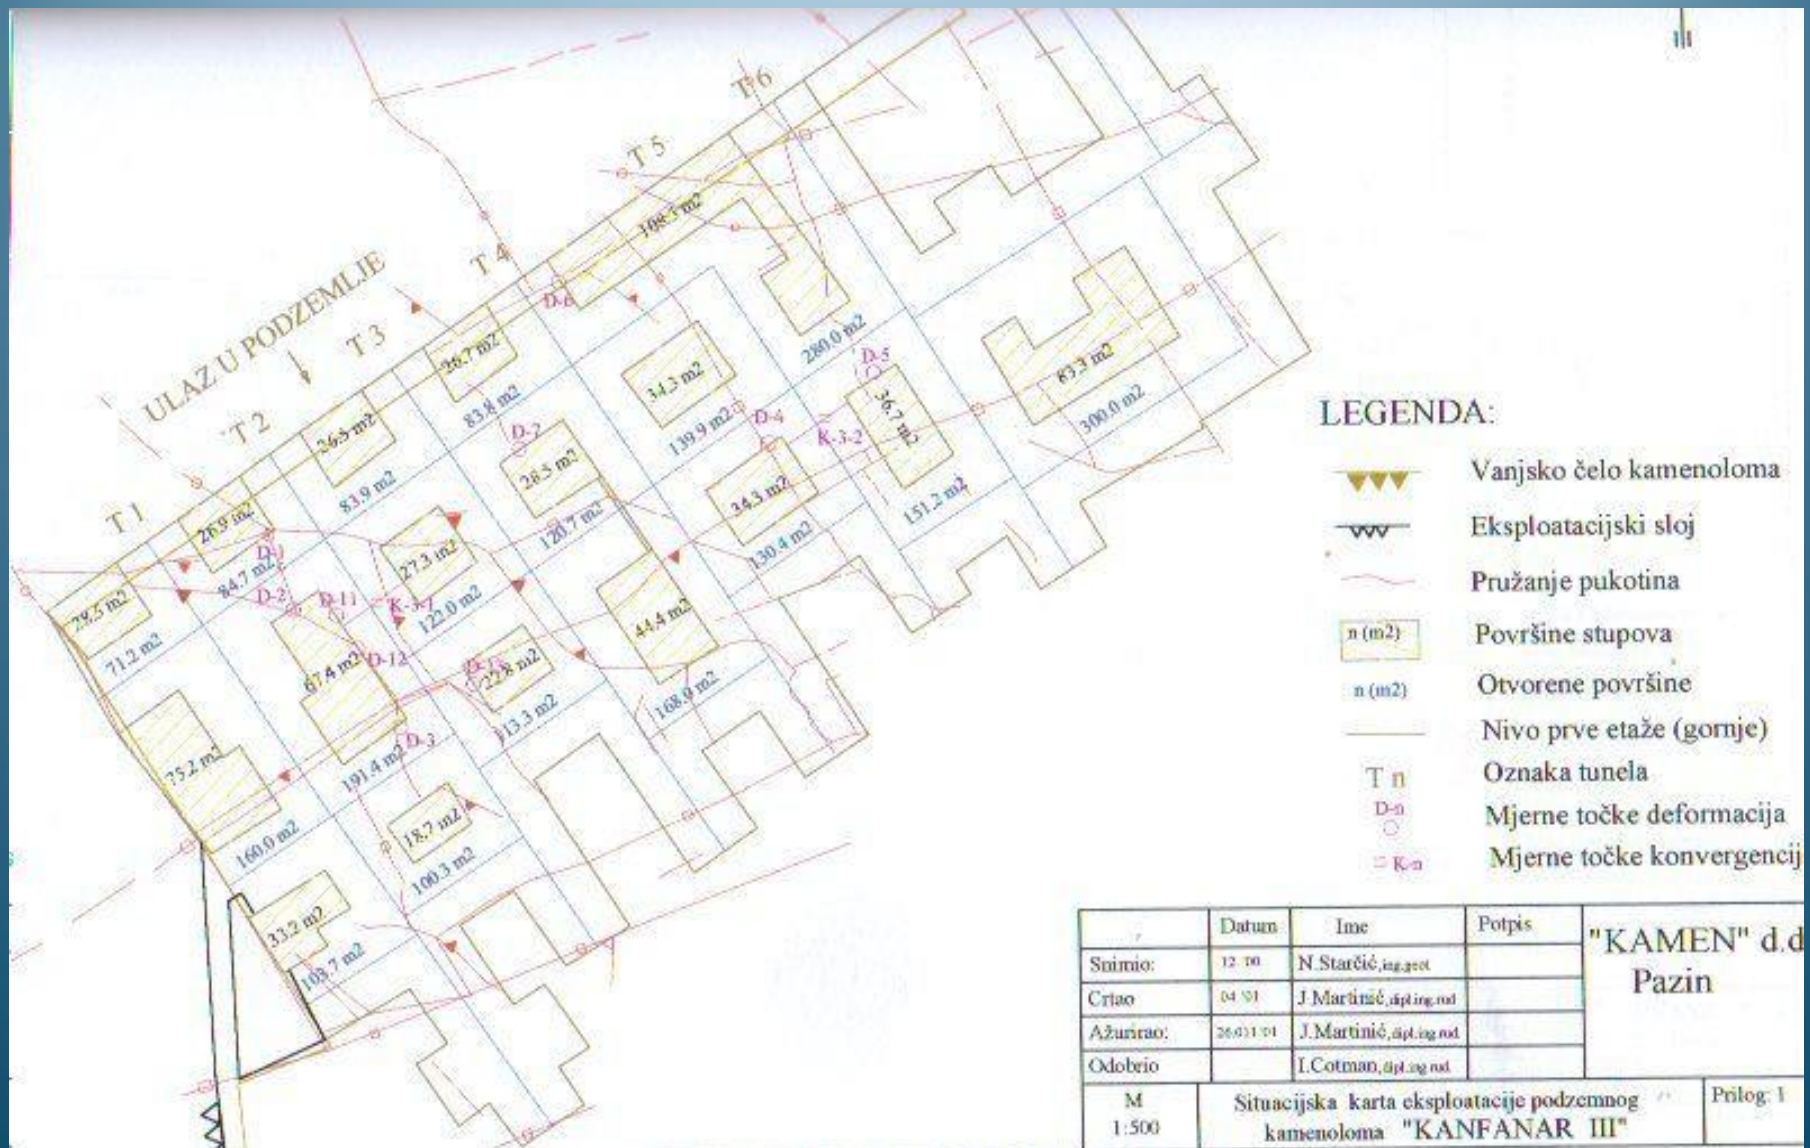 T 6
T 5
108.3 m2
T 4
ULAZ U PODZEMLJE
T 3
T 2
T 1
D-6
26.7 m2
83.8 m2
280.0 m2
D-5
34.3 m2
139.9 m2
D-4
K-3-2
36.7 m2
83.3 m2
300.0 m2
26.5 m2
83.9 m2
28.5 m2
120.7 m2
34.3 m2
130.4 m2
151.2 m2
26.9 m2
D-1
84.7 m2
D-2
D-11
K-3-1
27.3 m2
122.0 m2
28.5 m2
71.2 m2
67.4 m2
D-12
22.8 m2
113.3 m2
44.4 m2
D-3
191.4 m2
75.2 m2
160.0 m2
18.7 m2
100.3 m2
33.2 m2
103.7 m2
LEGENDA:
Vanjsko čelo kamenoloma
Eksploatacijski sloj
Pružanje pukotina
n (m2) Površine stupova
n (m2) Otvorene površine
Nivo prve etaže (gornje)
T n Oznaka tunela
D-n Mjerne točke deformacija
K-n Mjerne točke konvergencij
Datum Ime Potpis
"KAMEN" d.d
Pazin
Snimio: N.Starčić, ing.geot
Crtao J.Martinić, dipl.ing.rud
Ažurirao: J.Martinić, dipl.ing.rud
Odobrio I.Cotman, dipl.ing.rud
M
1:500
Situacijska karta eksploatacije podzemnog
kamenoloma "KANFANAR III"
Prilog: 1